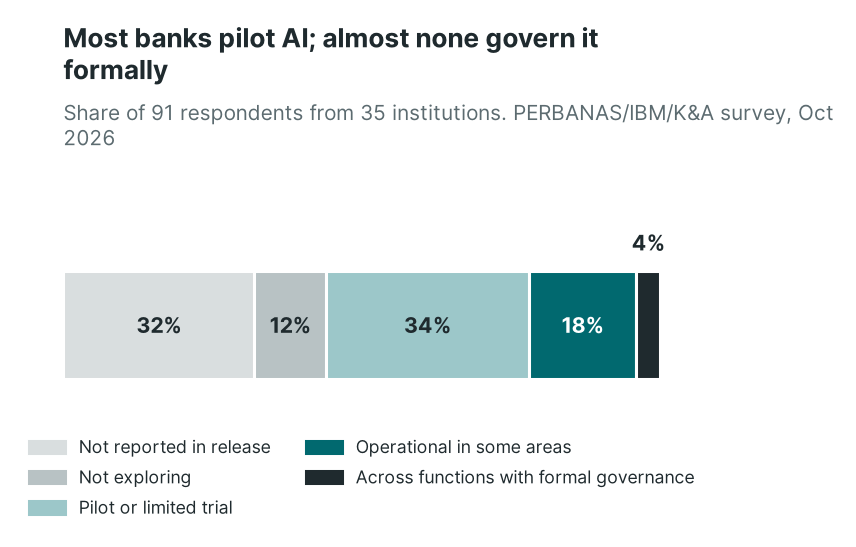 Most banks pilot AI; almost none govern it
formally
Share of 91 respondents from 35 institutions. PERBANAS/IBM/K&A survey, Oct
2026
4%
32%
12%
34%
18%
Not reported in release
Not exploring
Pilot or limited trial
Operational in some areas
Across functions with formal governance